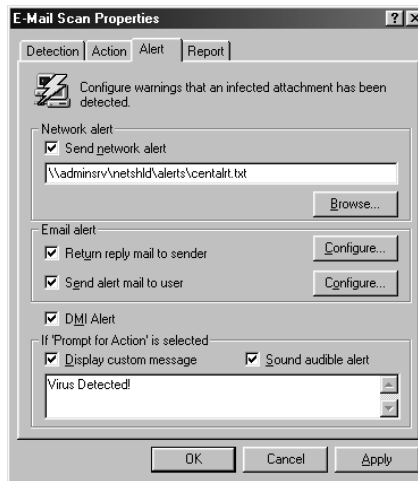 E-Mail Scan Properties
Detection Action Alert Report
Configure warnings that an infected attachment has been
detected.
Network alert
Send network alert
\\adminsrv\netshld\alerts\centalrt.txt
Browse...
Email alert
Return reply mail to sender
Configure...
Send alert mail to user
Configure...
DMI Alert
If 'Prompt for Action' is selected
Display custom message
Sound audible alert
Virus Detected!
OK Cancel Apply